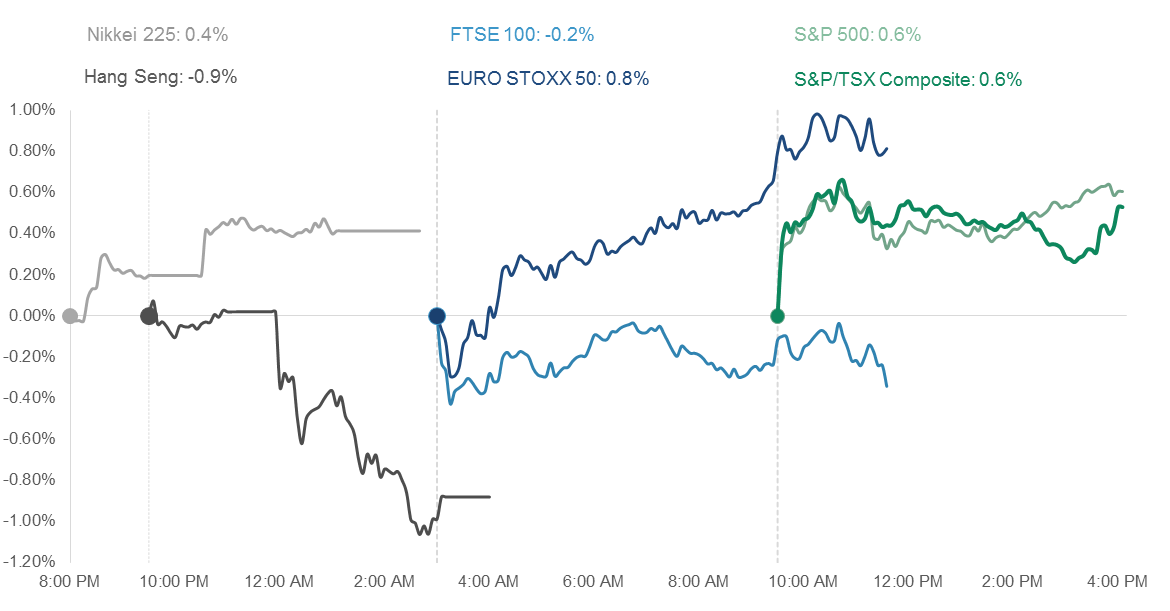 Nikkei 225: 0.4%
FTSE 100: -0.2%
S&P 500: 0.6%
Hang Seng: -0.9%
EURO STOXX 50: 0.8%
S&P/TSX Composite: 0.6%
1.00%
0.80%
0.60%
0.40%
0.20%
0.00%
-0.20%
-0.40%
-0.60%
-0.80%
-1.00%
-1.20%
8:00 PM
10:00 PM
12:00 AM
2:00 AM
4:00 AM
6:00 AM
8:00 AM
10:00 AM
12:00 PM
2:00 PM
4:00 PM